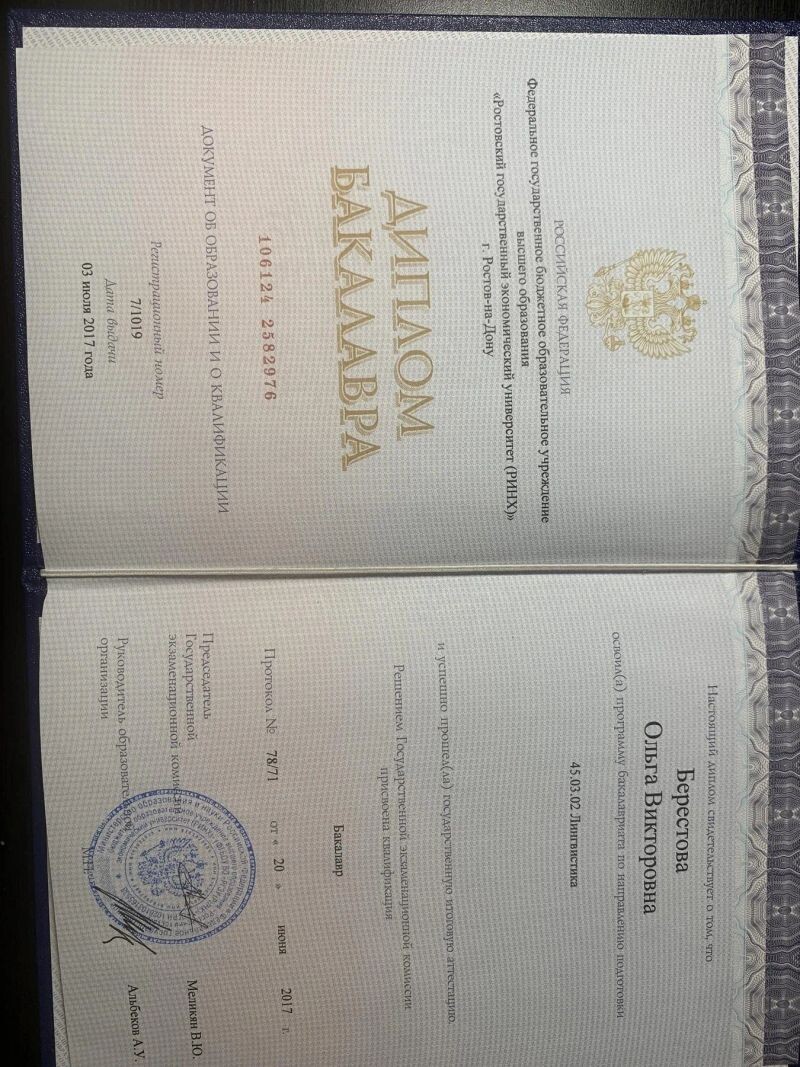 РОССИЙСКАЯ ФЕДЕРАЦИЯ
Федеральное государственное бюджетное образовательное учреждение
высшего образования
«Ростовский государственный экономический университет (РИНХ)»
г. Ростов-на-Дону
ДИПЛОМ
БАКАЛАВРА
106124 2582976
ДОКУМЕНТ ОБ ОБРАЗОВАНИИ И О КВАЛИФИКАЦИИ
Регистрационный номер
7/1019
Дата выдачи
03 июля 2017 года
Настоящий диплом свидетельствует о том, что
Берестова
Ольга Викторовна
освоил(а) программу бакалавриата по направлению подготовки
45.03.02 Лингвистика
и успешно прошел(ла) государственную итоговую аттестацию
Решением Государственной экзаменационной комиссии
присвоена квалификация
Бакалавр
Протокол № 78/71 от « 20 » июня 2017 г.
Председатель
Государственной
экзаменационной комиссии Меликян В.Ю.
Руководитель образователь
организации Альбеков А.У.
М.П.